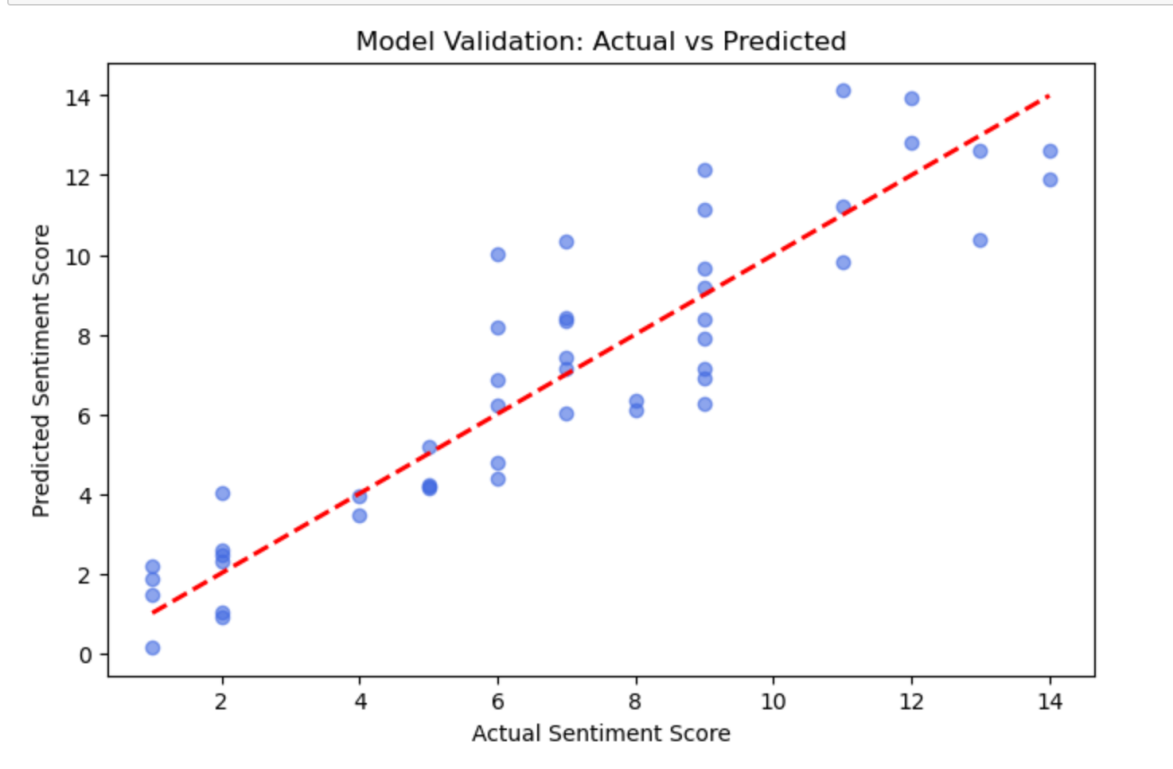 Model Validation: Actual vs Predicted
14
12
10
8
6
4
2
0
Predicted Sentiment Score
2 4 6 8 10 12 14
Actual Sentiment Score